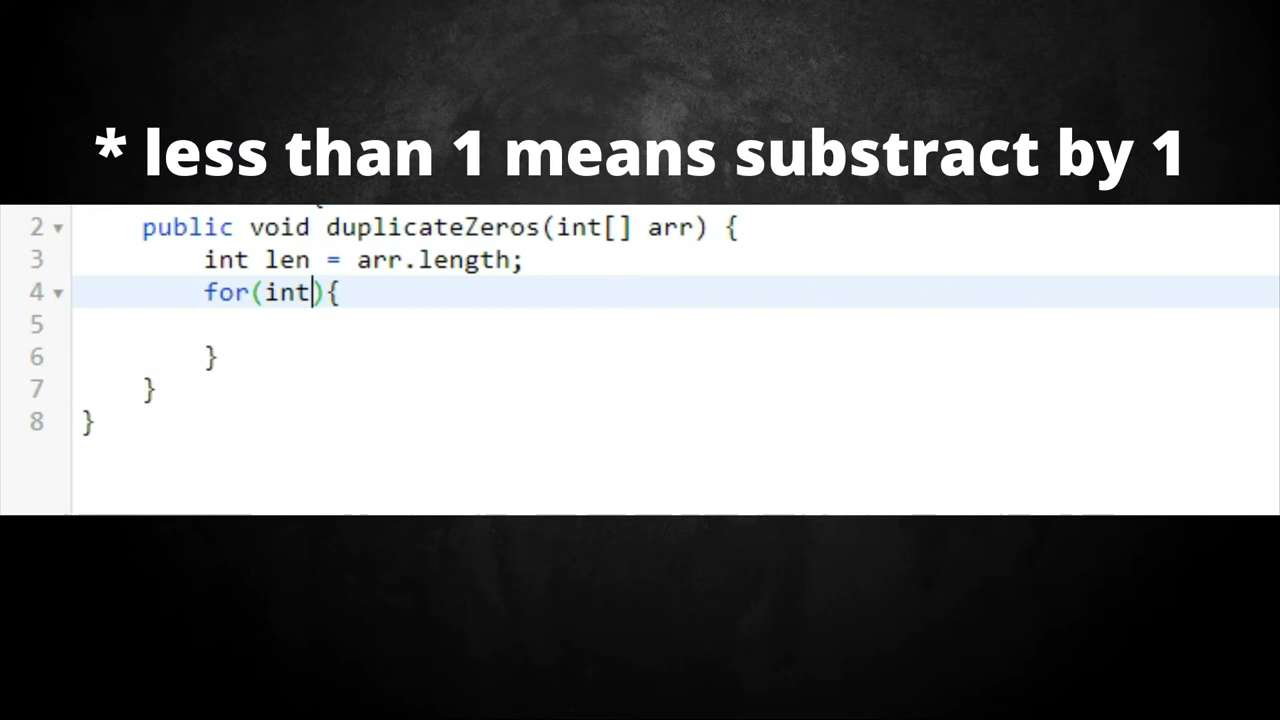 * less than 1 means substract by 1
2 public void duplicateZeros(int[] arr) {
3 int len = arr.length;
4 for(int){
5
6 }
7 }
8 }